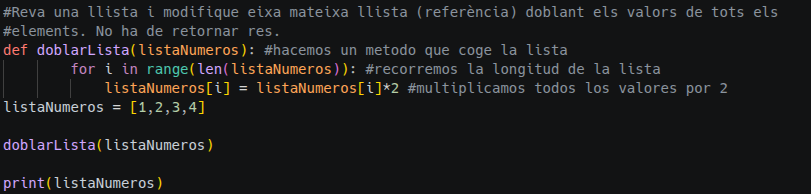 #Reva una llista i modifique eixa mateixa llista (referència) doblant els valors de tots els
#elements. No ha de retornar res.
def doblarLista(listaNumeros): #hacemos un metodo que coge la lista
        for i in range(len(listaNumeros)): #recorremos la longitud de la lista
            listaNumeros[i] = listaNumeros[i]*2 #multiplicamos todos los valores por 2
listaNumeros = [1,2,3,4]

doblarLista(listaNumeros)

print(listaNumeros)